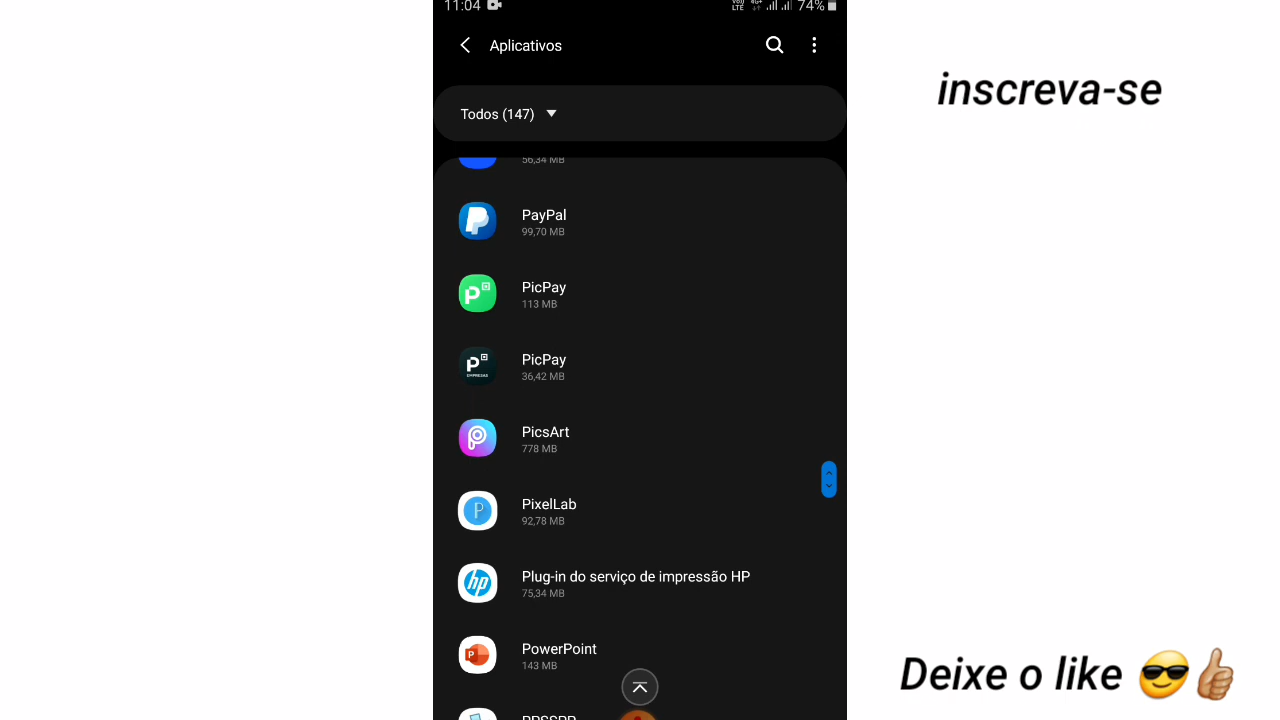 11:04
74%
Aplicativos
inscreva-se
Todos (147)
56,34 MB
PayPal
99,70 MB
PicPay
113 MB
PicPay
36,42 MB
PicsArt
778 MB
PixelLab
92,78 MB
Plug-in do serviço de impressão HP
75,34 MB
PowerPoint
143 MB
Deixe o like 😎👍🏼
PPSSPP